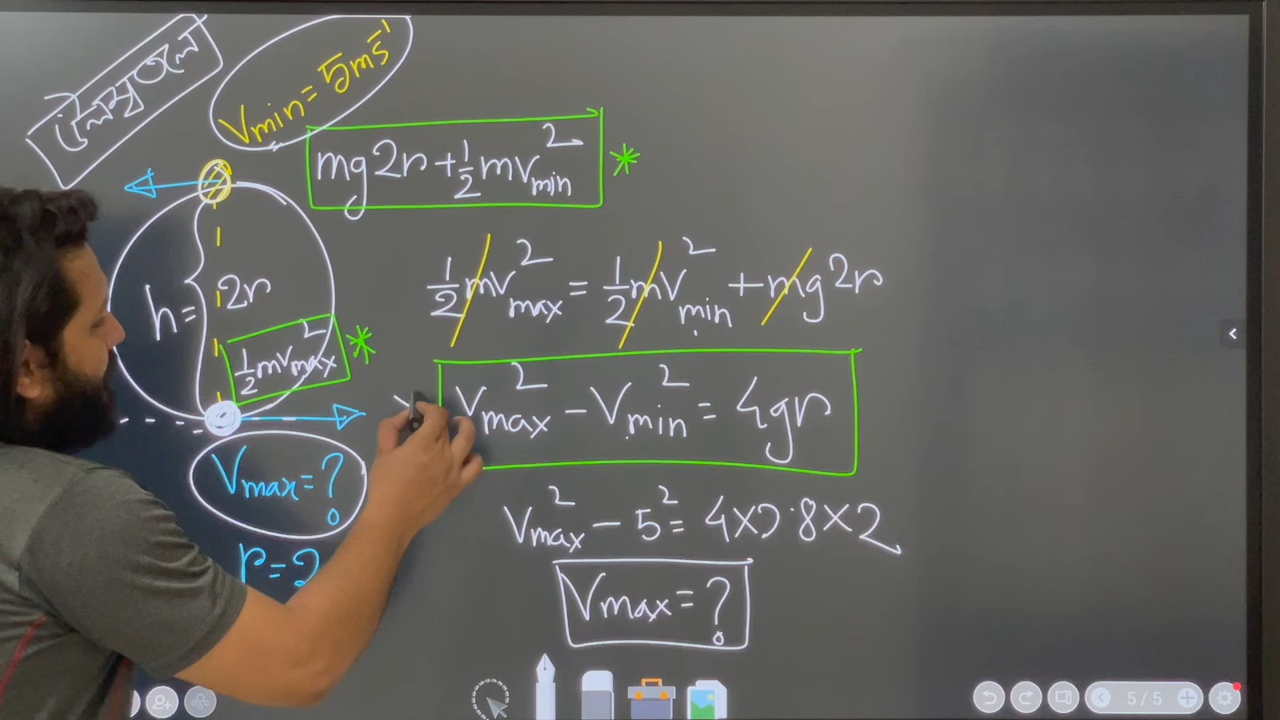 Vmin = 5ms⁻¹
mg2r + ½mv²min *
h = 2r
½mv²max = ½mv²min + mg2r
½mv²max *
v²max − v²min = 4gr
Vmax = ?
v²max − 5² = 4×9.8×2
r = 2
Vmax = ?
5/5